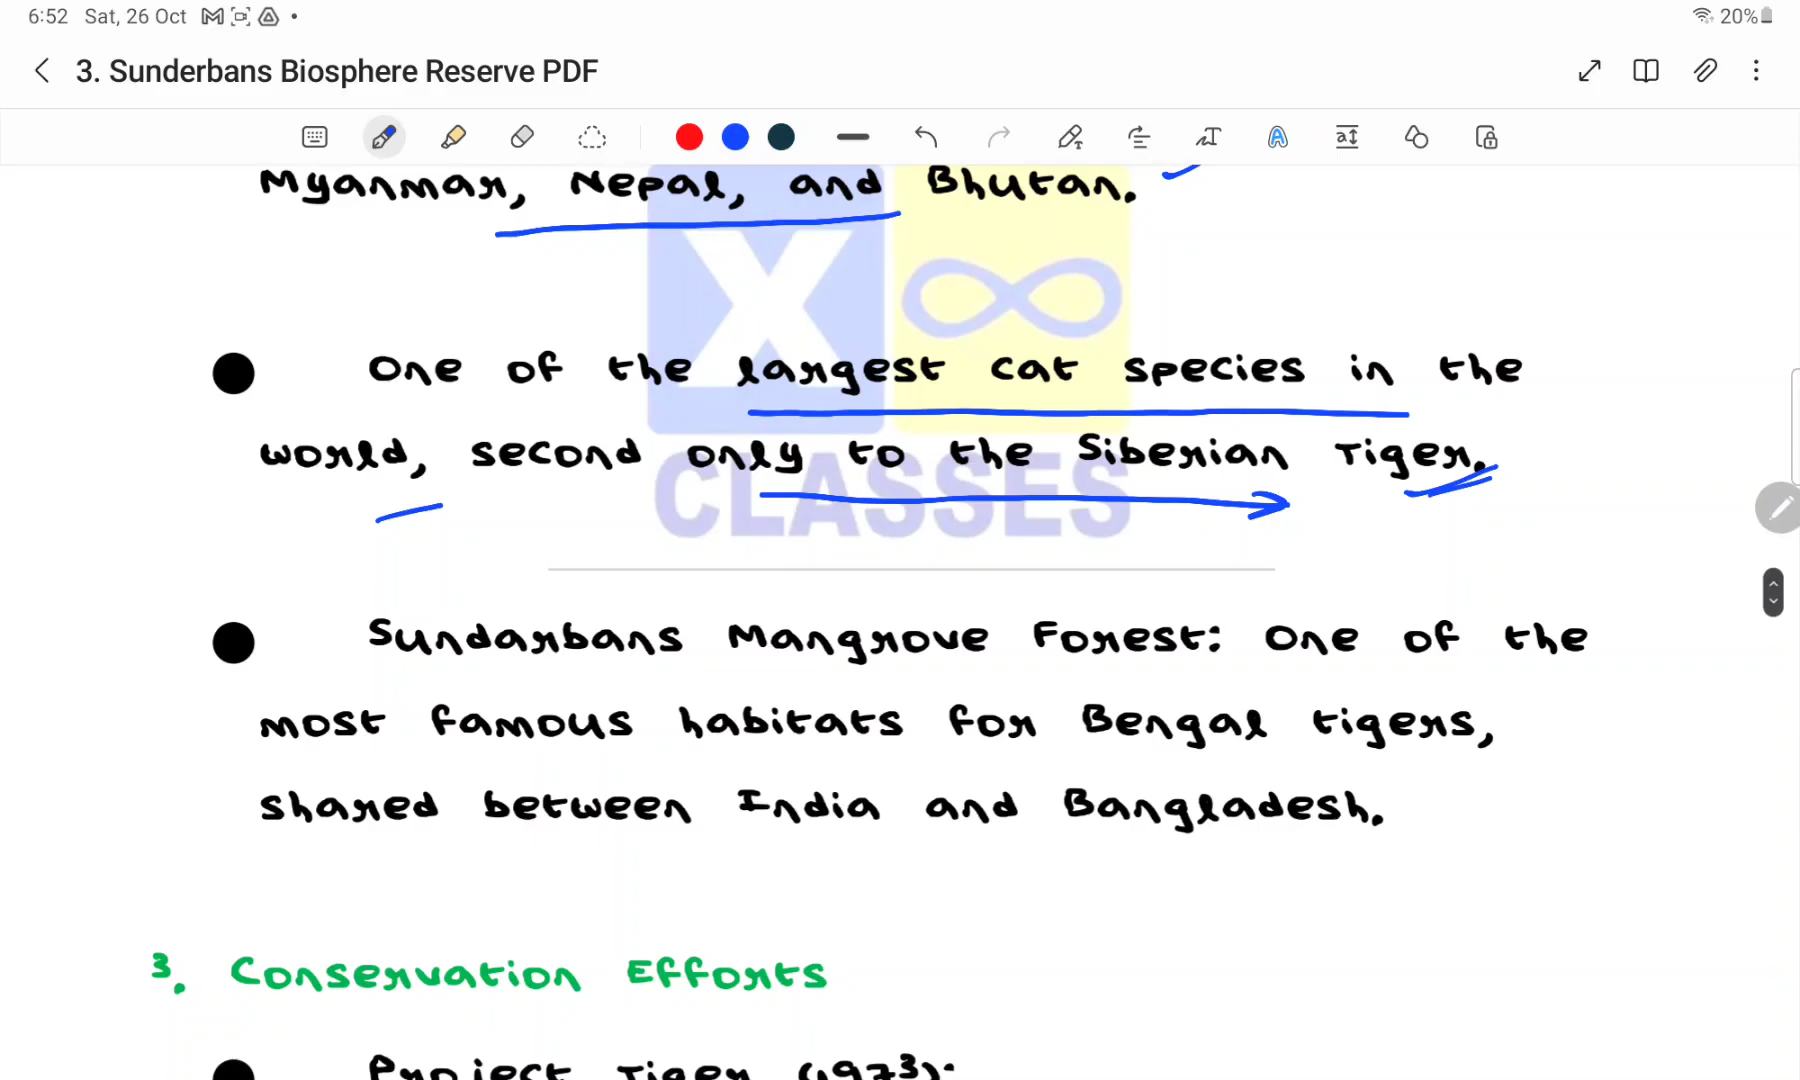 6:52 Sat, 26 Oct
20%
3. Sunderbans Biosphere Reserve PDF
Myanmar, Nepal, and Bhutan.
● One of the largest cat species in the
world, second only to the Siberian Tiger.
CLASSES
● Sundarbans Mangrove Forest: One of the
most famous habitats for Bengal tigers,
shared between India and Bangladesh.
3. Conservation Efforts
● Project Tiger (1973):